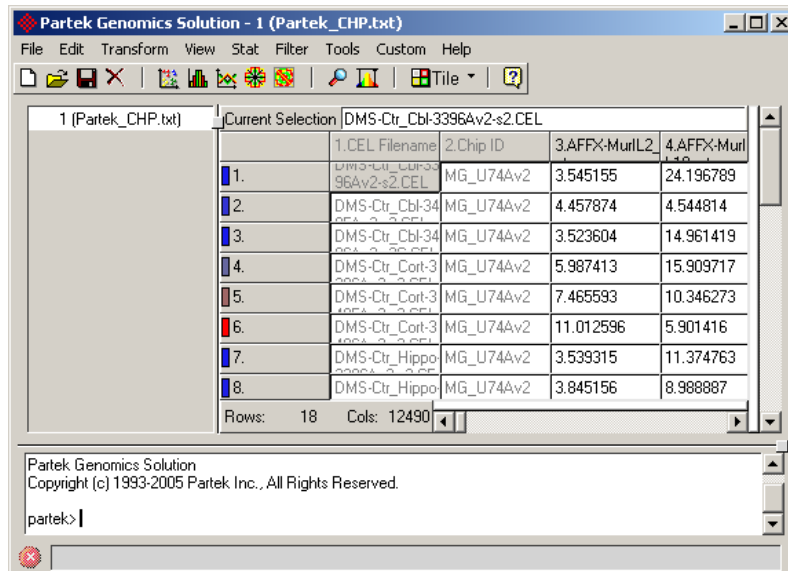 Partek Genomics Solution - 1 (Partek_CHP.txt)
File Edit Transform View Stat Filter Tools Custom Help
Tile
1 (Partek_CHP.txt)
Current Selection DMS-Ctr_Cbl-3396Av2-s2.CEL
1.CEL Filename 2.Chip ID 3.AFFX-MurIL2_ 4.AFFX-MurI
1. DMS-Ctr_Cbl-33 MG_U74Av2 3.545155 24.196789
96Av2-s2.CEL
2. DMS-Ctr_Cbl-34 MG_U74Av2 4.457874 4.544814
3. DMS-Ctr_Cbl-34 MG_U74Av2 3.523604 14.961419
4. DMS-Ctr_Cort-3 MG_U74Av2 5.987413 15.909717
5. DMS-Ctr_Cort-3 MG_U74Av2 7.465593 10.346273
6. DMS-Ctr_Cort-3 MG_U74Av2 11.012596 5.901416
7. DMS-Ctr_Hippo- MG_U74Av2 3.539315 11.374763
8. DMS-Ctr_Hippo- MG_U74Av2 3.845156 8.988887
Rows: 18 Cols: 12490
Partek Genomics Solution
Copyright (c) 1993-2005 Partek Inc., All Rights Reserved.
partek>